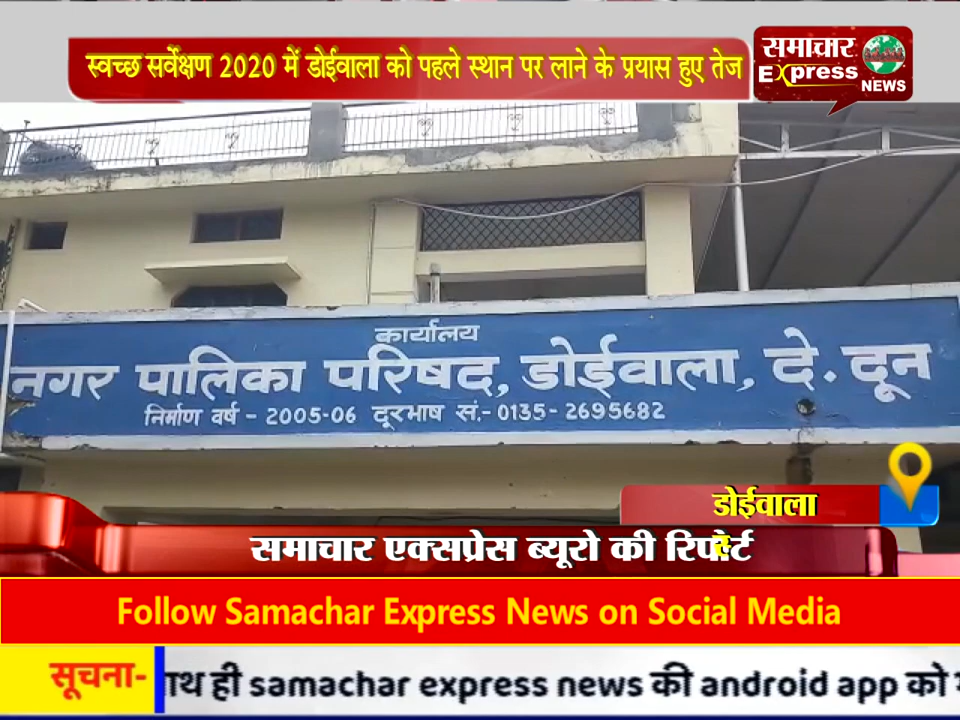 स्वच्छ सर्वेक्षण 2020 में डोईवाला को पहले स्थान पर लाने के प्रयास हुए तेज
समाचार
Express
NEWS
कार्यालय
नगर पालिका परिषद, डोईवाला, दे. दून
निर्माण वर्ष - 2005-06 दूरभाष सं.- 0135- 2695682
डोईवाला
समाचार एक्सप्रेस ब्यूरो की रिपोर्ट
Follow Samachar Express News on Social Media
सूचना- ाथ ही samachar express news की android app को